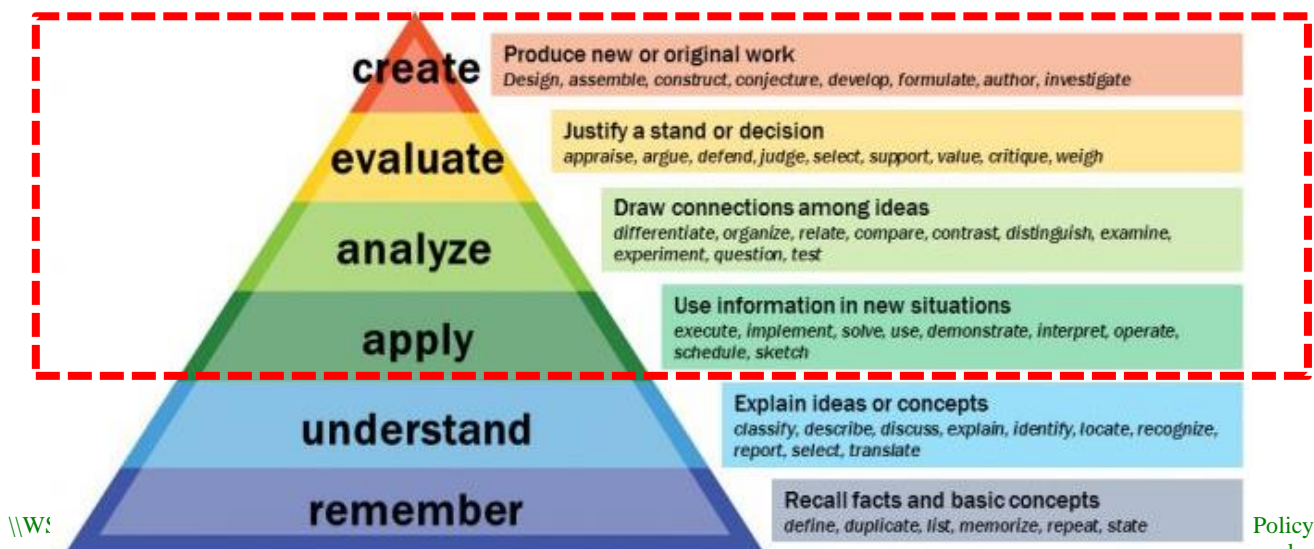 create
Produce new or original work
Design, assemble, construct, conjecture, develop, formulate, author, investigate
evaluate
Justify a stand or decision
appraise, argue, defend, judge, select, support, value, critique, weigh
analyze
Draw connections among ideas
differentiate, organize, relate, compare, contrast, distinguish, examine,
experiment, question, test
apply
Use information in new situations
execute, implement, solve, use, demonstrate, interpret, operate,
schedule, sketch
understand
Explain ideas or concepts
classify, describe, discuss, explain, identify, locate, recognize,
report, select, translate
remember
Recall facts and basic concepts
define, duplicate, list, memorize, repeat, state
Policy